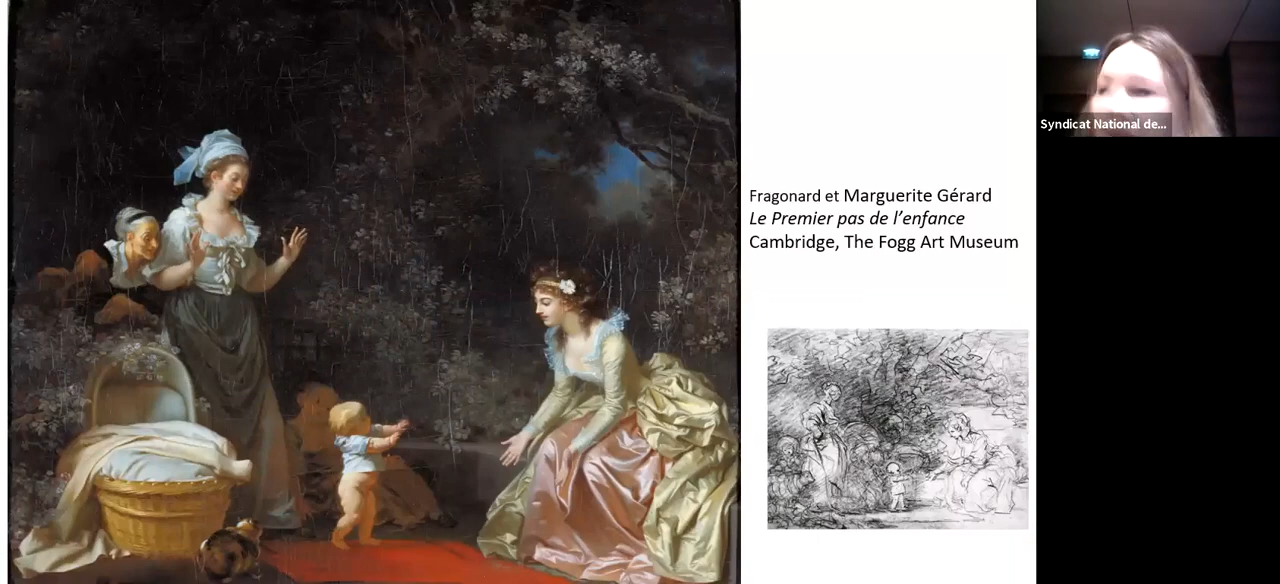 Fragonard et Marguerite Gérard
Le Premier pas de l’enfance
Cambridge, The Fogg Art Museum
Syndicat National de...